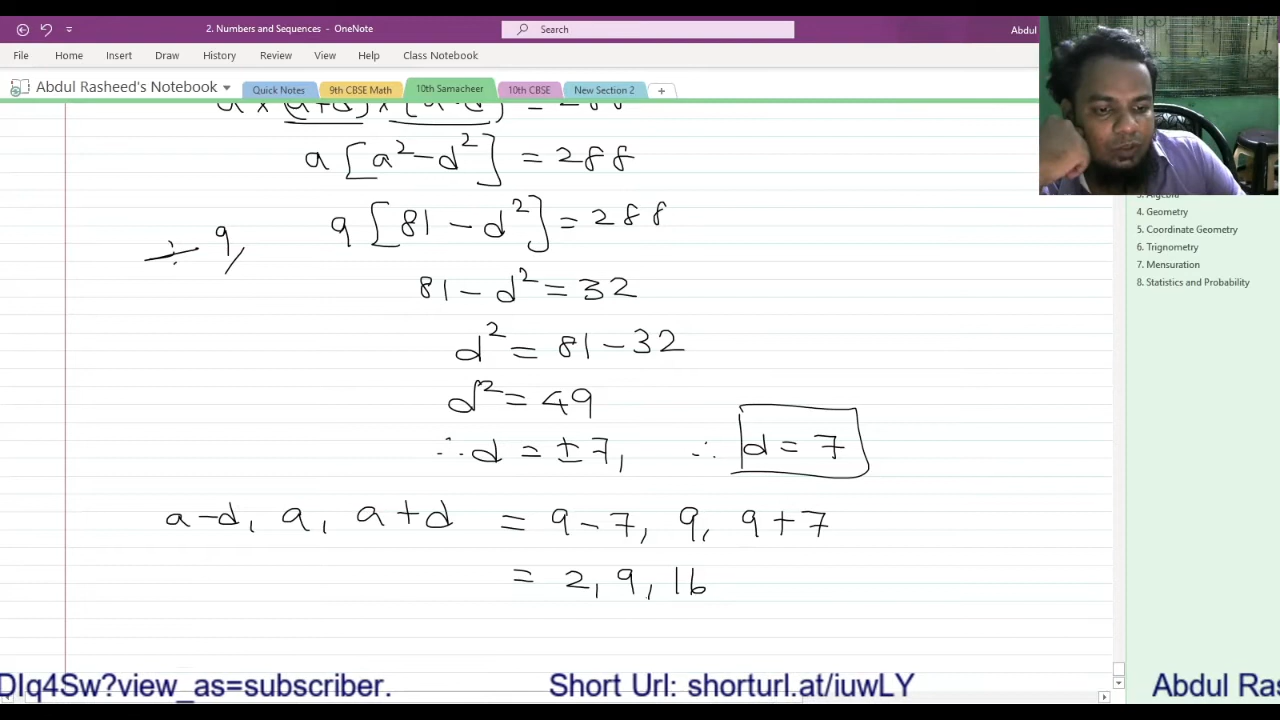 2. Numbers and Sequences - OneNote
Search
Abdul
File Home Insert Draw History Review View Help Class Notebook
Abdul Rasheed's Notebook
Quick Notes 9th CBSE Math 10th Samacheer 10th CBSE New Section 2 +
a × (a+d) × (a-d) = 288
a[a²-d²] = 288
÷ 9, 9[81-d²] = 288
81-d² = 32
d² = 81-32
d² = 49
∴ d = ±7, ∴ d = 7
a-d, a, a+d = 9-7, 9, 9+7
= 2, 9, 16
3. Algebra
4. Geometry
5. Coordinate Geometry
6. Trignometry
7. Mensuration
8. Statistics and Probability
DIq4Sw?view_as=subscriber. Short Url: shorturl.at/iuwLY Abdul Ras